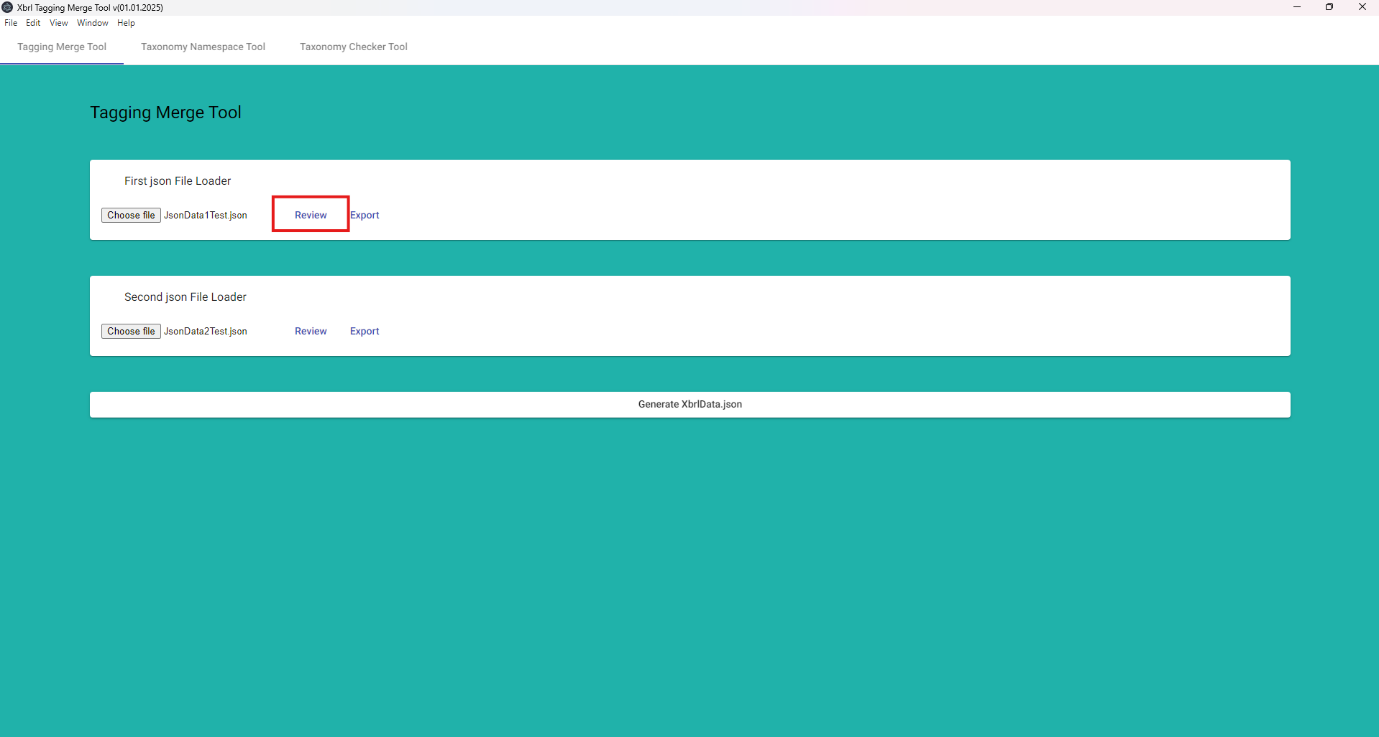 Xbrl Tagging Merge Tool v(01.01.2025)
File Edit View Window Help
Tagging Merge Tool Taxonomy Namespace Tool Taxonomy Checker Tool
Tagging Merge Tool
First json File Loader
Choose file JsonData1Test.json Review Export
Second json File Loader
Choose file JsonData2Test.json Review Export
Generate XbrlData.json